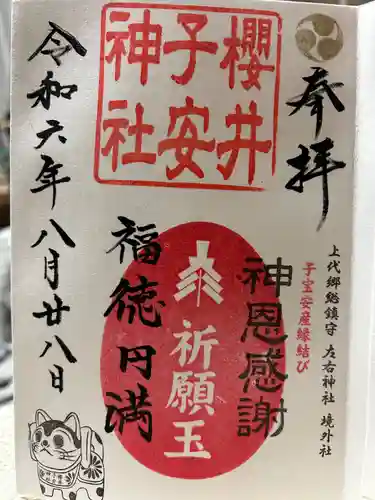 奉拝
上代郷総鎮守 左右神社 境外社
子宝安産縁結び
櫻井
子安
神社
神恩感謝
祈願玉
福徳円満
令和六年八月廿八日